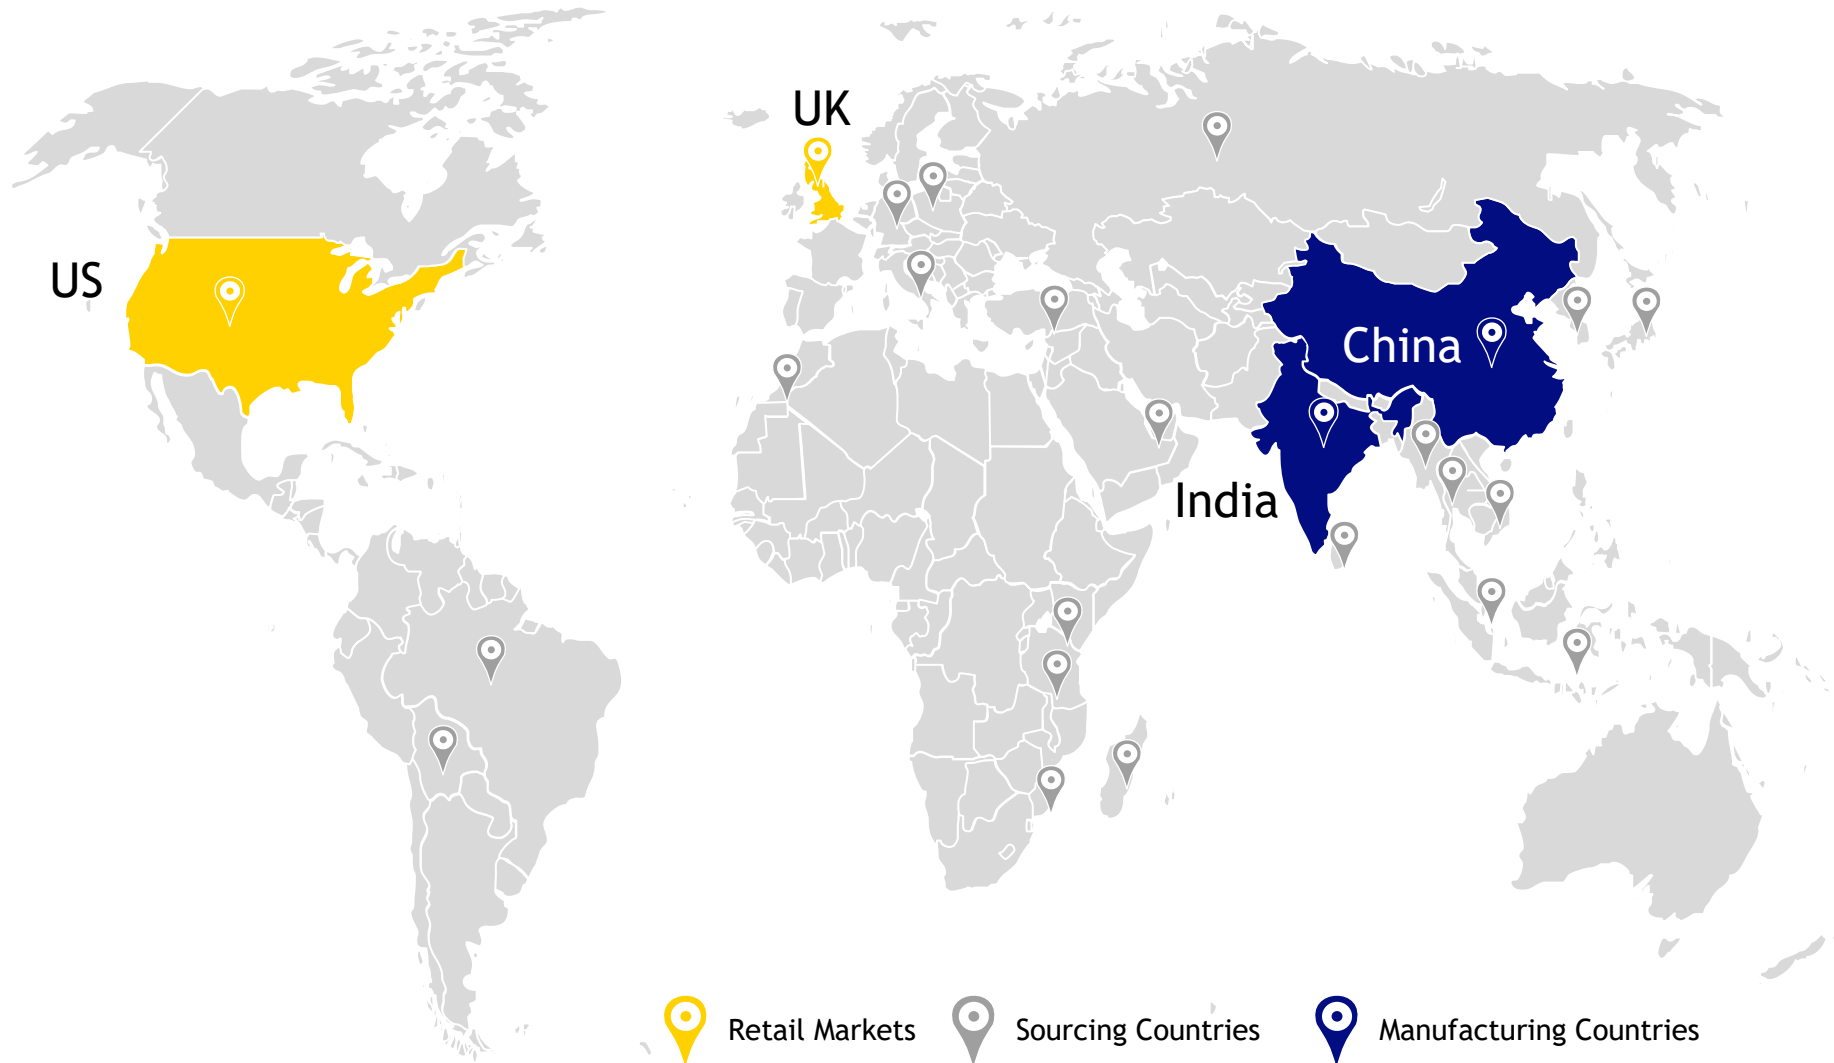 UK
US
China
India
Retail Markets
Sourcing Countries
Manufacturing Countries